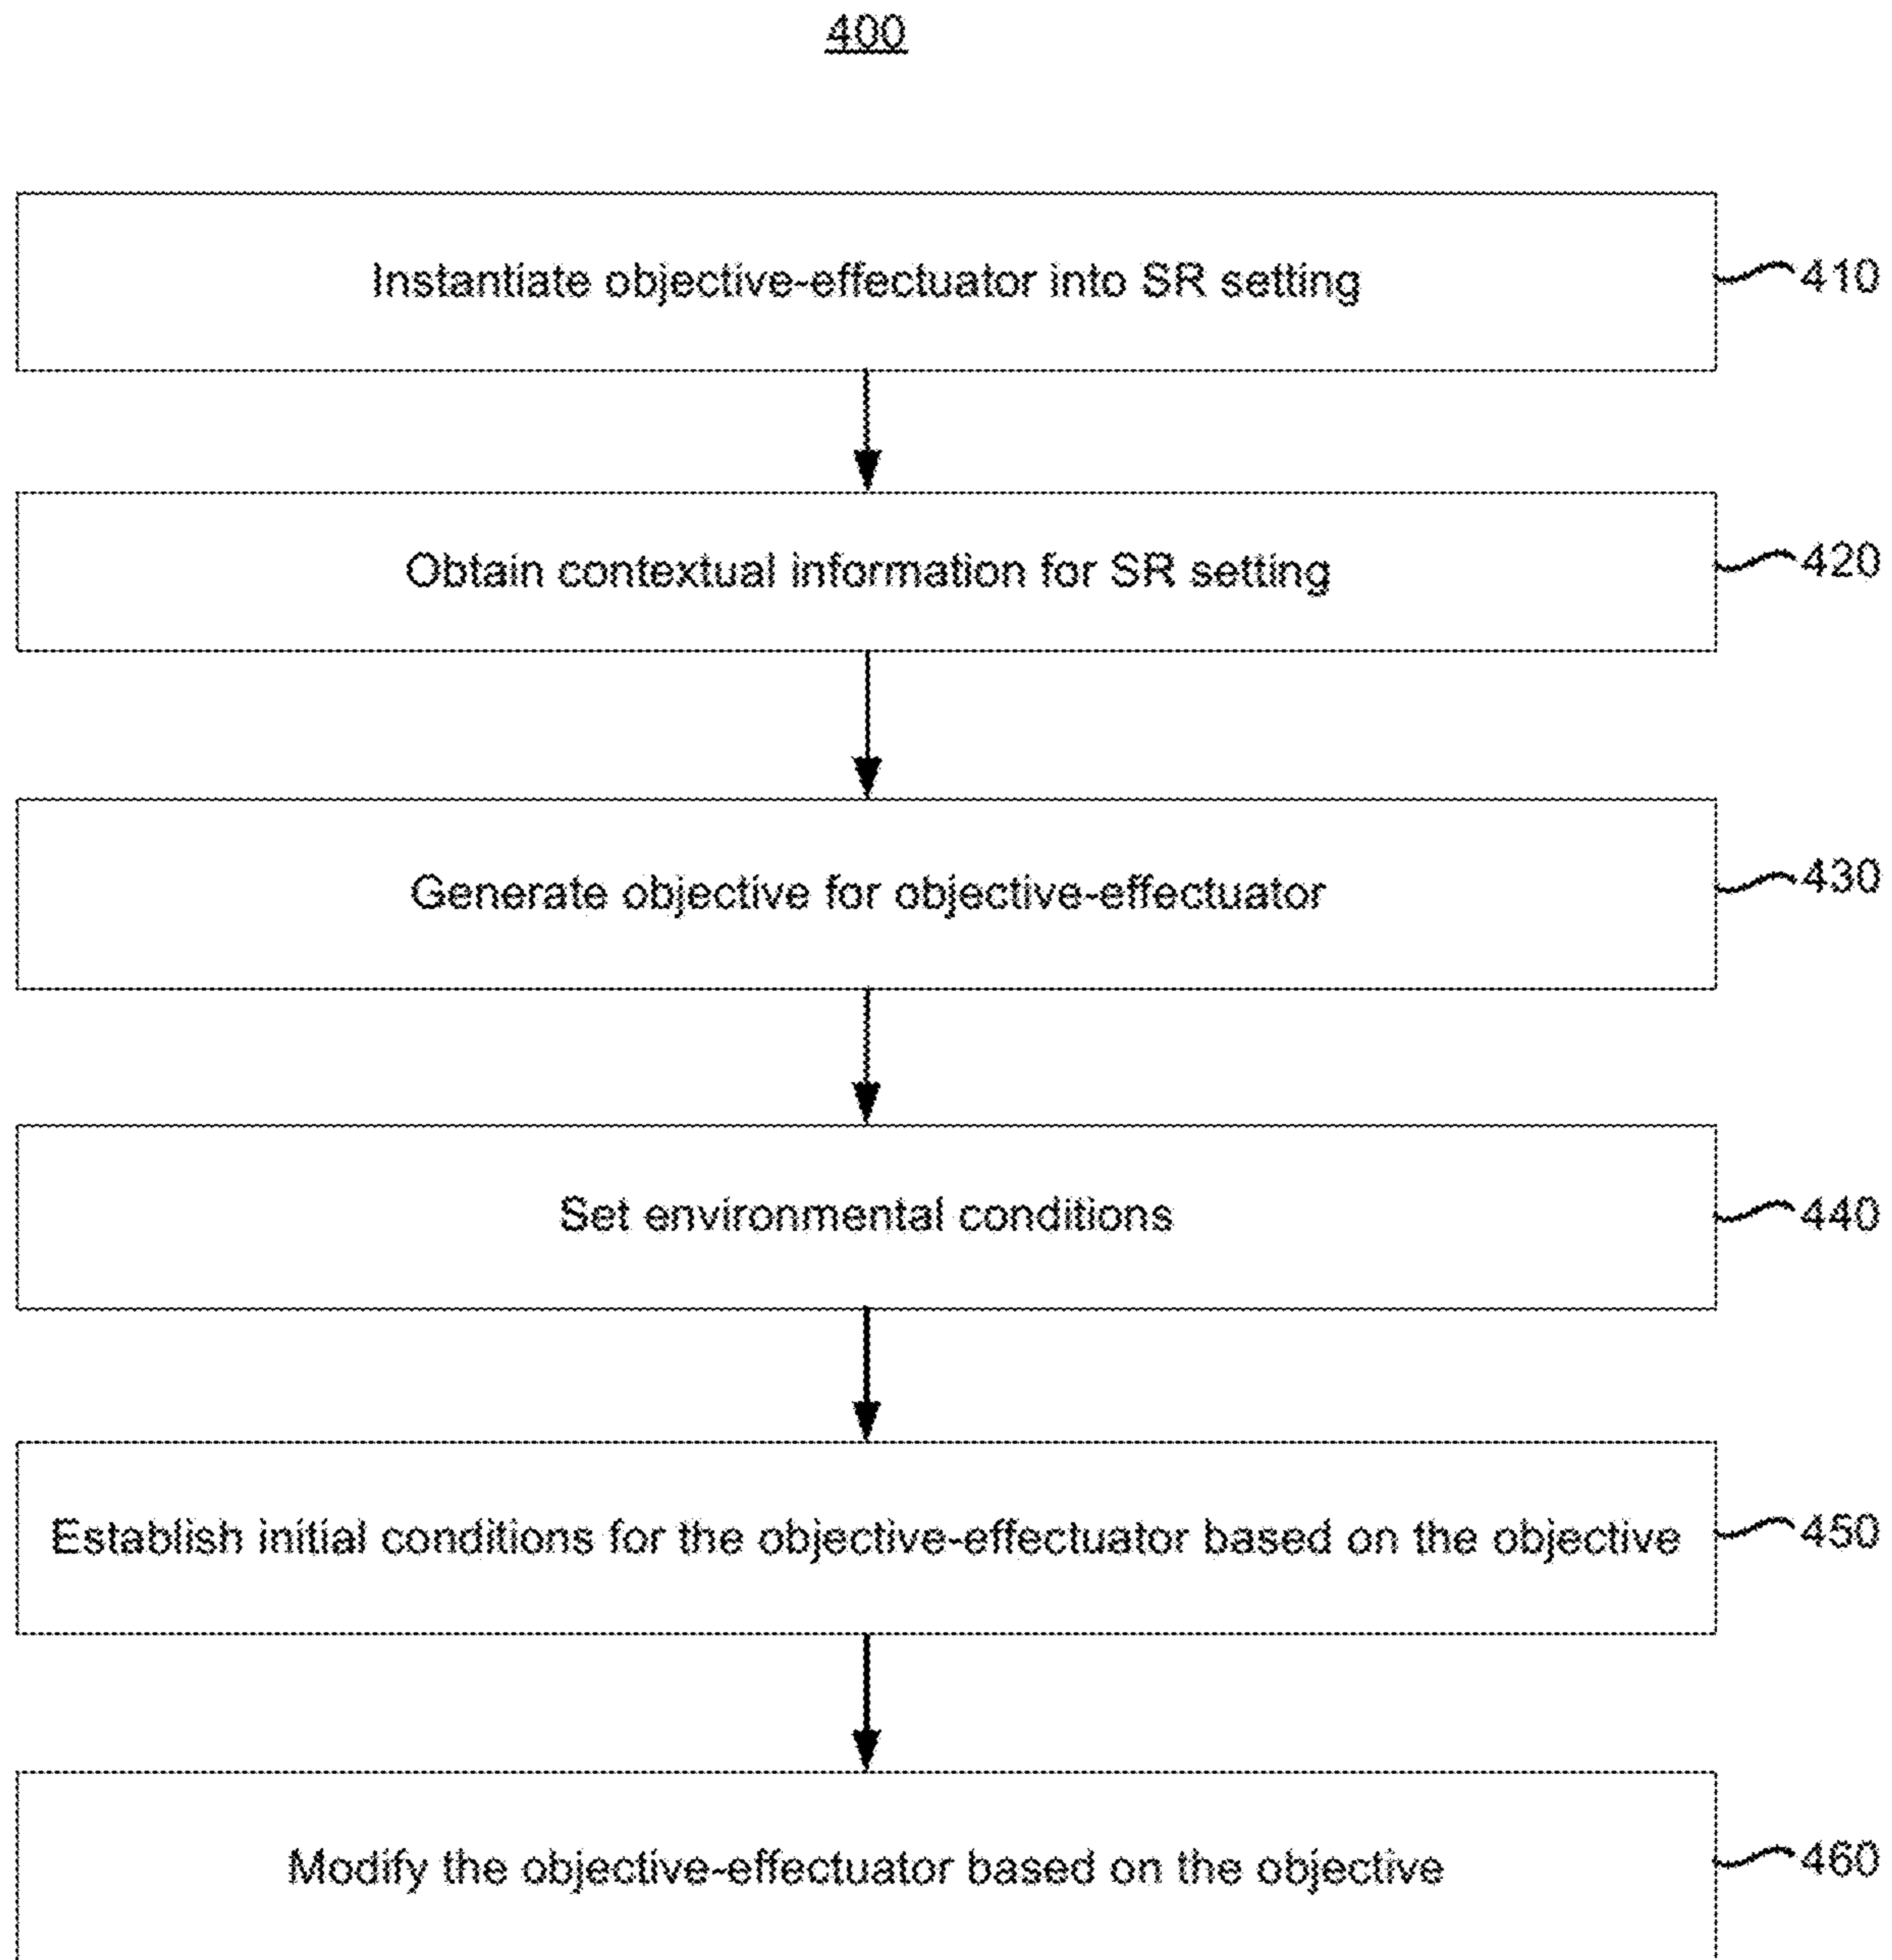 400
Instantiate objective-effectuator into SR setting
410
Obtain contextual information for SR setting
420
Generate objective for objective-effectuator
430
Set environmental conditions
440
Establish initial conditions for the objective-effectuator based on the objective
450
Modify the objective-effectuator based on the objective
460